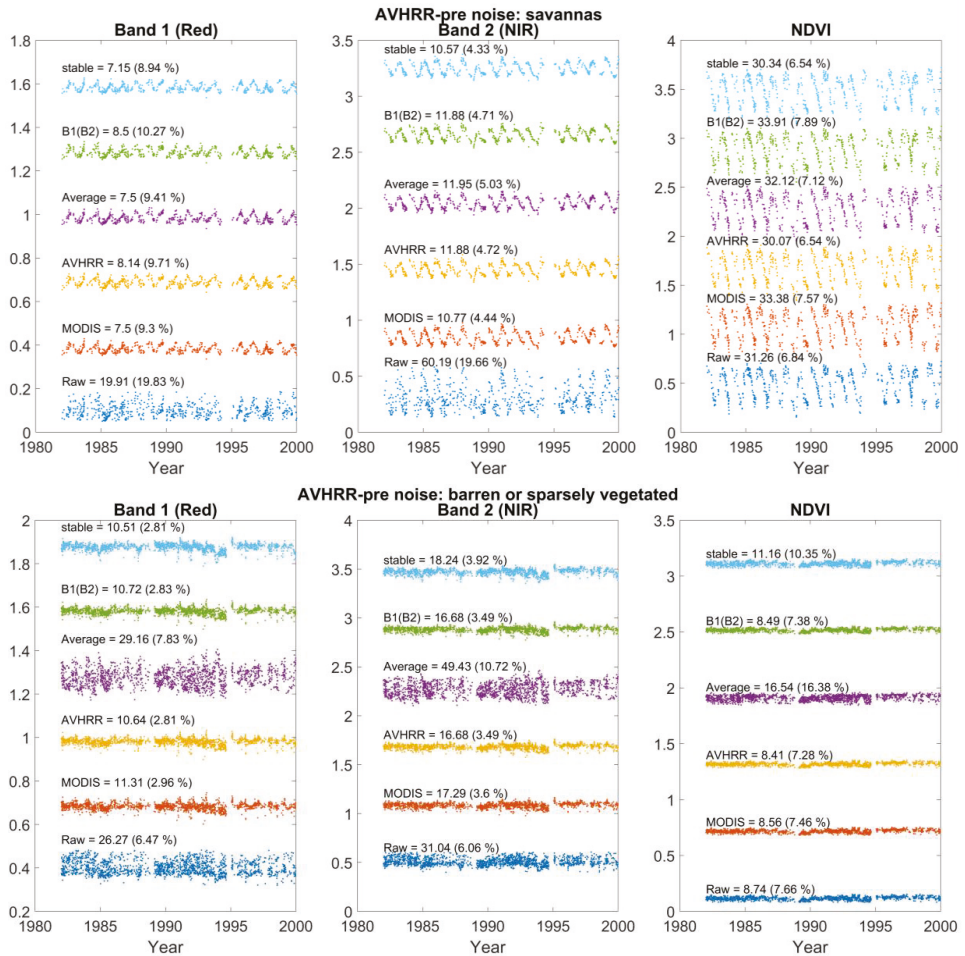 AVHRR-pre noise: savannas
Band 1 (Red)
1.8
1.6
1.4
1.2
1
0.8
0.6
0.4
0.2
0
stable = 7.15 (8.94 %)
B1(B2) = 8.5 (10.27 %)
Average = 7.5 (9.41 %)
AVHRR = 8.14 (9.71 %)
MODIS = 7.5 (9.3 %)
Raw = 19.91 (19.83 %)
1980 1985 1990 1995 2000
Year
Band 2 (NIR)
3.5
3
2.5
2
1.5
1
0.5
0
stable = 10.57 (4.33 %)
B1(B2) = 11.88 (4.71 %)
Average = 11.95 (5.03 %)
AVHRR = 11.88 (4.72 %)
MODIS = 10.77 (4.44 %)
Raw = 60.19 (19.66 %)
1980 1985 1990 1995 2000
Year
NDVI
4
3.5
3
2.5
2
1.5
1
0.5
0
stable = 30.34 (6.54 %)
B1(B2) = 33.91 (7.89 %)
Average = 32.12 (7.12 %)
AVHRR = 30.07 (6.54 %)
MODIS = 33.38 (7.57 %)
Raw = 31.26 (6.84 %)
1980 1985 1990 1995 2000
Year
AVHRR-pre noise: barren or sparsely vegetated
Band 1 (Red)
2
1.8
1.6
1.4
1.2
1
0.8
0.6
0.4
0.2
stable = 10.51 (2.81 %)
B1(B2) = 10.72 (2.83 %)
Average = 29.16 (7.83 %)
AVHRR = 10.64 (2.81 %)
MODIS = 11.31 (2.96 %)
Raw = 26.27 (6.47 %)
1980 1985 1990 1995 2000
Year
Band 2 (NIR)
4
3.5
3
2.5
2
1.5
1
0.5
0
stable = 18.24 (3.92 %)
B1(B2) = 16.68 (3.49 %)
Average = 49.43 (10.72 %)
AVHRR = 16.68 (3.49 %)
MODIS = 17.29 (3.6 %)
Raw = 31.04 (6.06 %)
1980 1985 1990 1995 2000
Year
NDVI
3.5
3
2.5
2
1.5
1
0.5
0
stable = 11.16 (10.35 %)
B1(B2) = 8.49 (7.38 %)
Average = 16.54 (16.38 %)
AVHRR = 8.41 (7.28 %)
MODIS = 8.56 (7.46 %)
Raw = 8.74 (7.66 %)
1980 1985 1990 1995 2000
Year